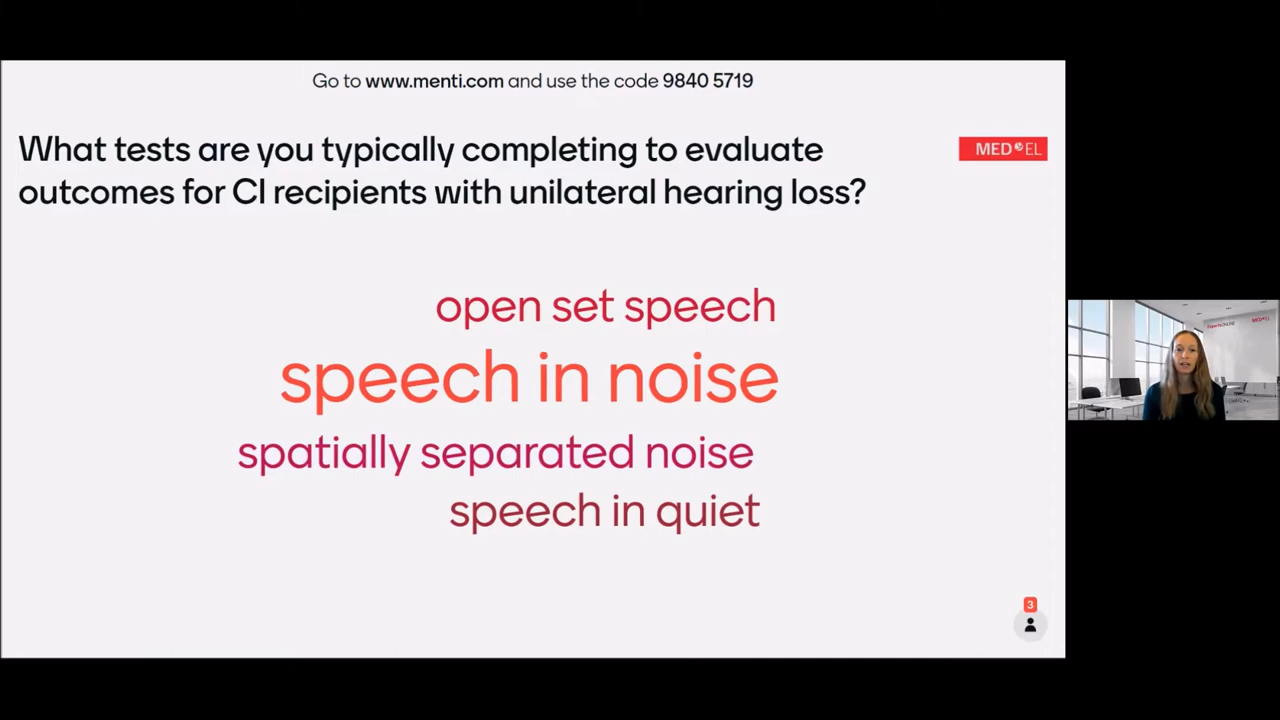 Go to www.menti.com and use the code 9840 5719
What tests are you typically completing to evaluate
outcomes for CI recipients with unilateral hearing loss?
MED EL
open set speech
speech in noise
spatially separated noise
speech in quiet
3